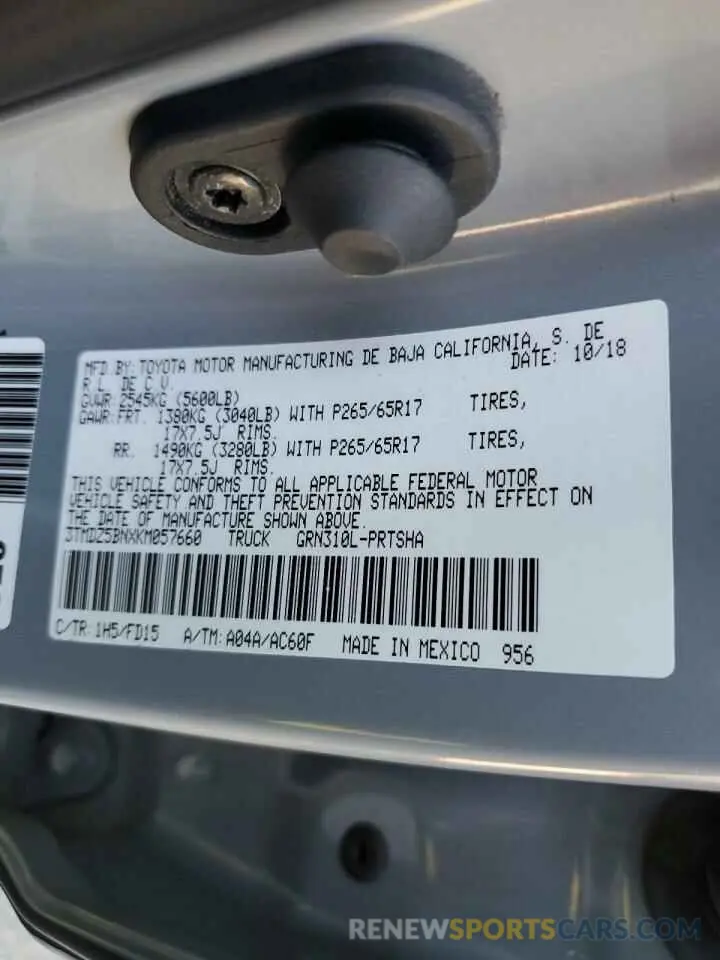 MFD BY: TOYOTA MOTOR MANUFACTURING DE BAJA CALIFORNIA, S. DE
R.L. DE C.V. DATE: 10/18
GVWR: 2545KG (5600LB)
GAWR: FRT. 1380KG (3040LB) WITH P265/65R17 TIRES,
17X7.5J RIMS.
RR. 1490KG (3280LB) WITH P265/65R17 TIRES,
17X7.5J RIMS.
THIS VEHICLE CONFORMS TO ALL APPLICABLE FEDERAL MOTOR
VEHICLE SAFETY AND THEFT PREVENTION STANDARDS IN EFFECT ON
THE DATE OF MANUFACTURE SHOWN ABOVE.
3TMDZ5BNXKM057660 TRUCK GRN310L-PRTSHA
C/TR: 1H5/FD15 A/TM: A04A/AC60F MADE IN MEXICO 956
RENEWSPORTSCARS.COM